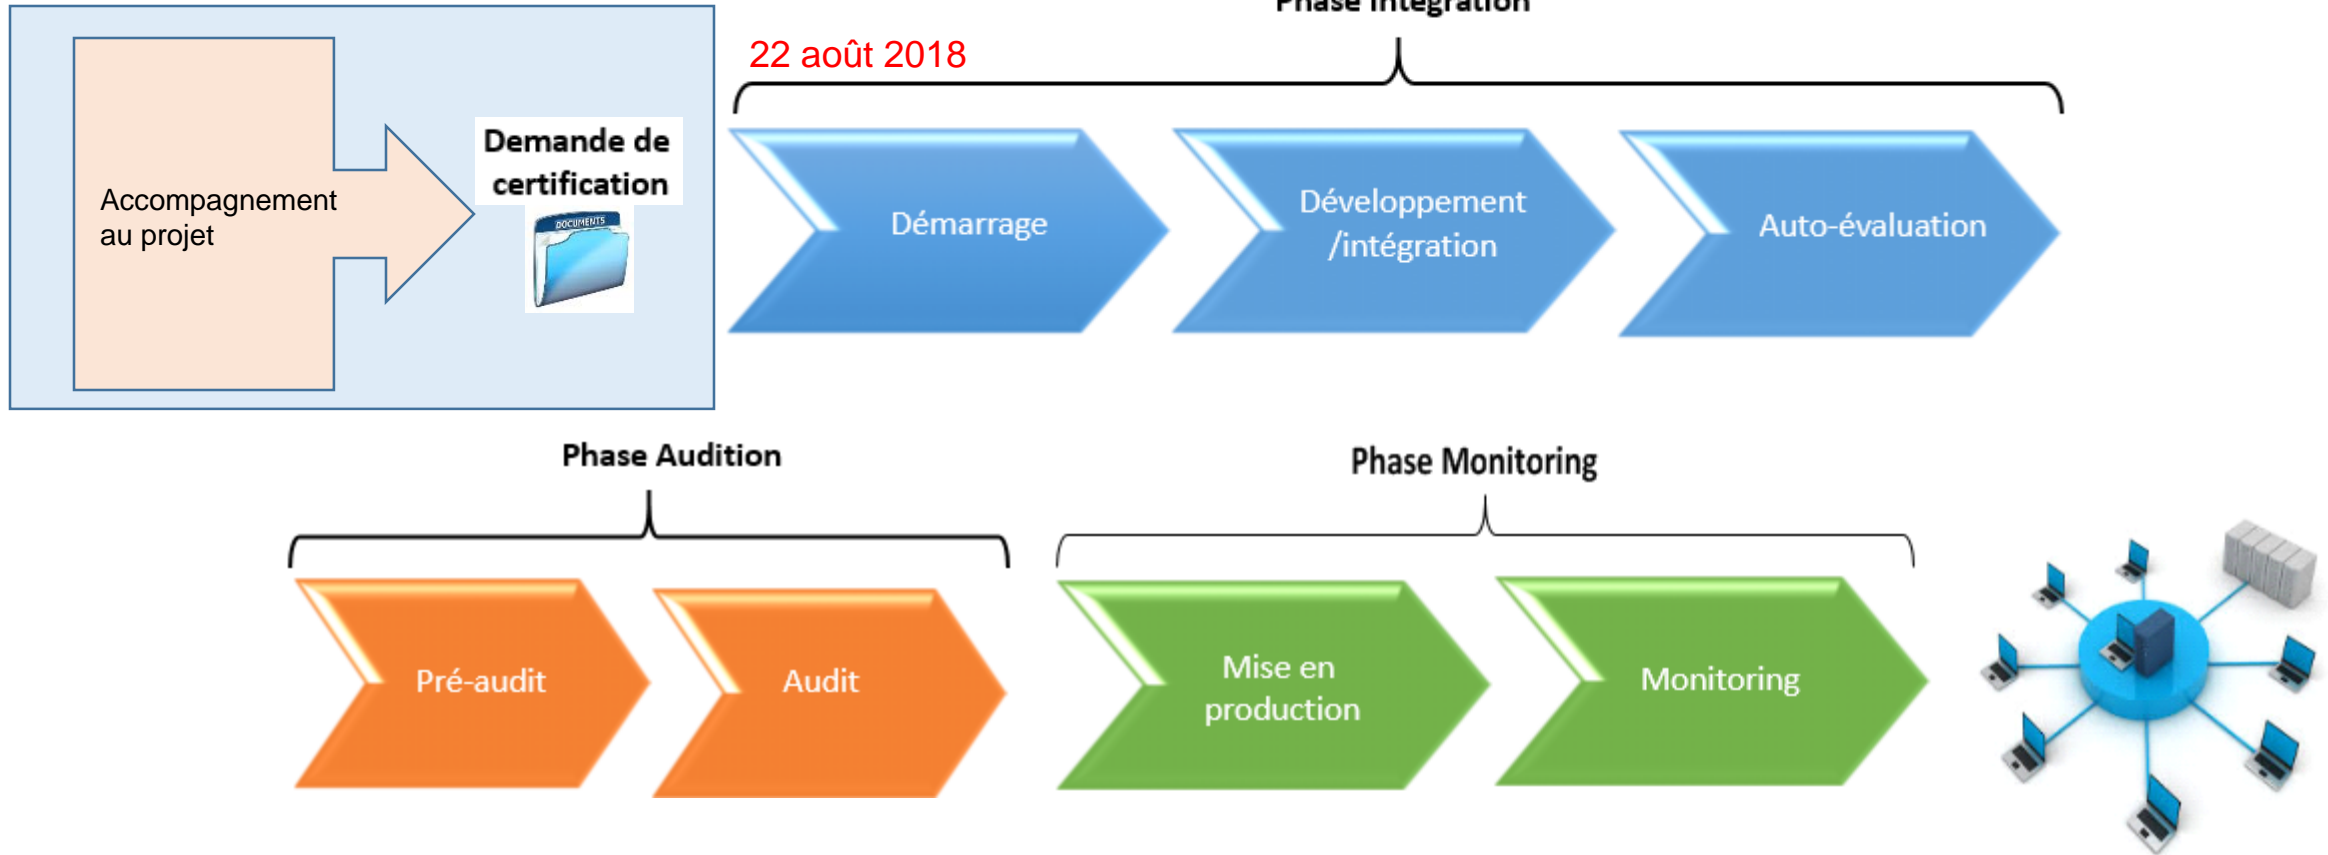 Phase Intégration
22 août 2018
Accompagnement
au projet
Demande de
certification
DOCUMENTS
Démarrage
Développement
/intégration
Auto-évaluation
Phase Audition
Phase Monitoring
Pré-audit
Audit
Mise en
production
Monitoring